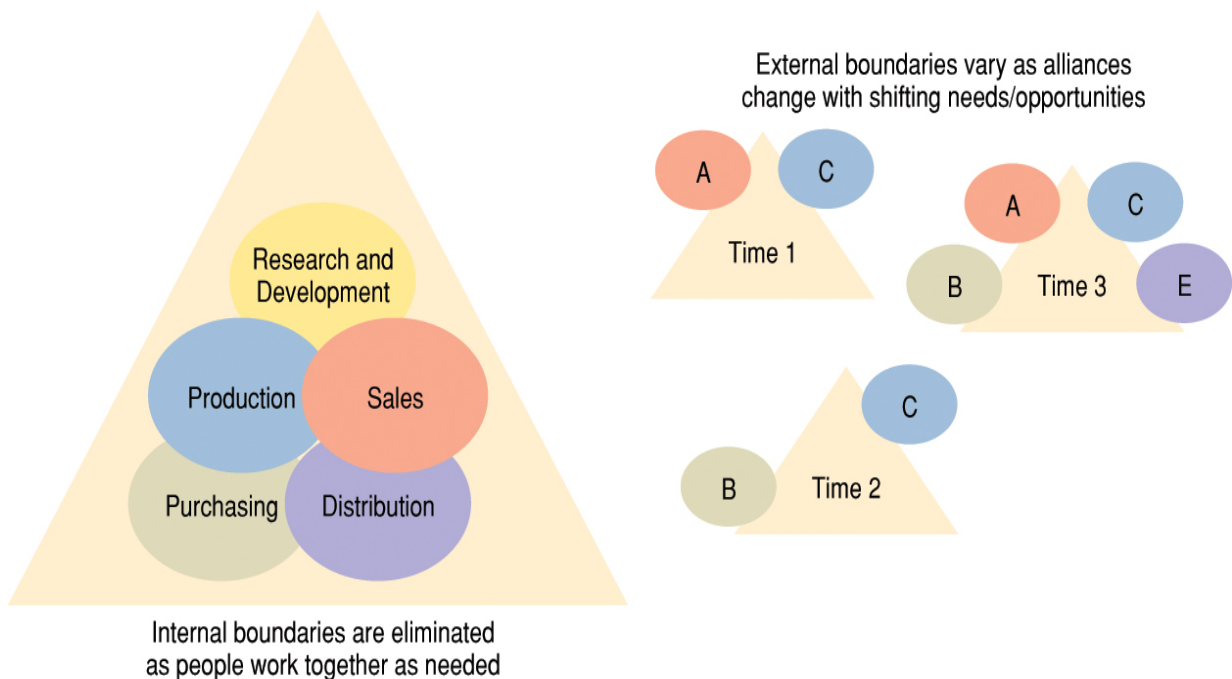 Research and
Development
Production
Sales
Purchasing
Distribution
Internal boundaries are eliminated
as people work together as needed
External boundaries vary as alliances
change with shifting needs/opportunities
A
C
Time 1
A
C
B
Time 3
E
C
B
Time 2